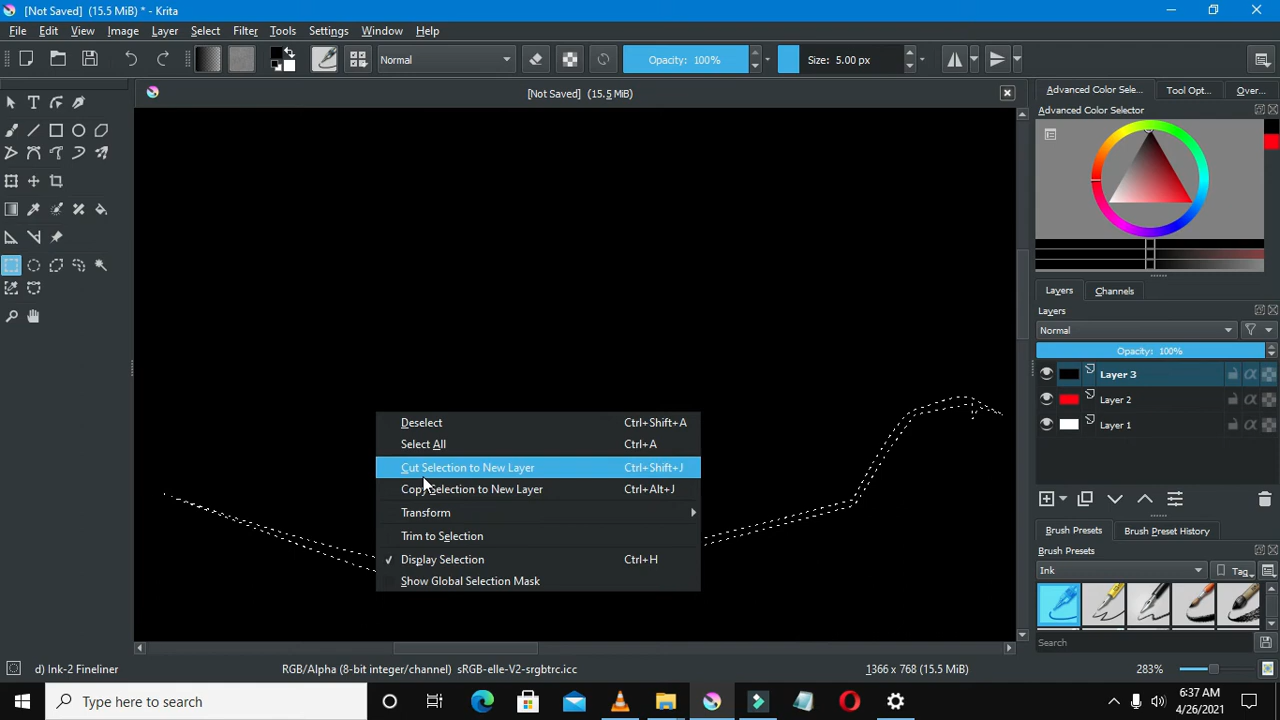 [Not Saved] (15.5 MiB) * - Krita
File Edit View Image Layer Select Filter Tools Settings Window Help
Normal Opacity: 100% Size: 5.00 px
[Not Saved] (15.5 MiB)
Advanced Color Sele... Tool Opt... Over...
Advanced Color Selector
Layers Channels
Layers
Normal
Opacity: 100%
Layer 3
Layer 2
Layer 1
Deselect Ctrl+Shift+A
Select All Ctrl+A
Cut Selection to New Layer Ctrl+Shift+J
Copy Selection to New Layer Ctrl+Alt+J
Transform
Trim to Selection
Display Selection Ctrl+H
Show Global Selection Mask
Brush Presets Brush Preset History
Brush Presets
Ink Tag
Search
d) Ink-2 Fineliner RGB/Alpha (8-bit integer/channel) sRGB-elle-V2-srgbtrc.icc 1366 x 768 (15.5 MiB) 283%
Type here to search
6:37 AM
4/26/2021